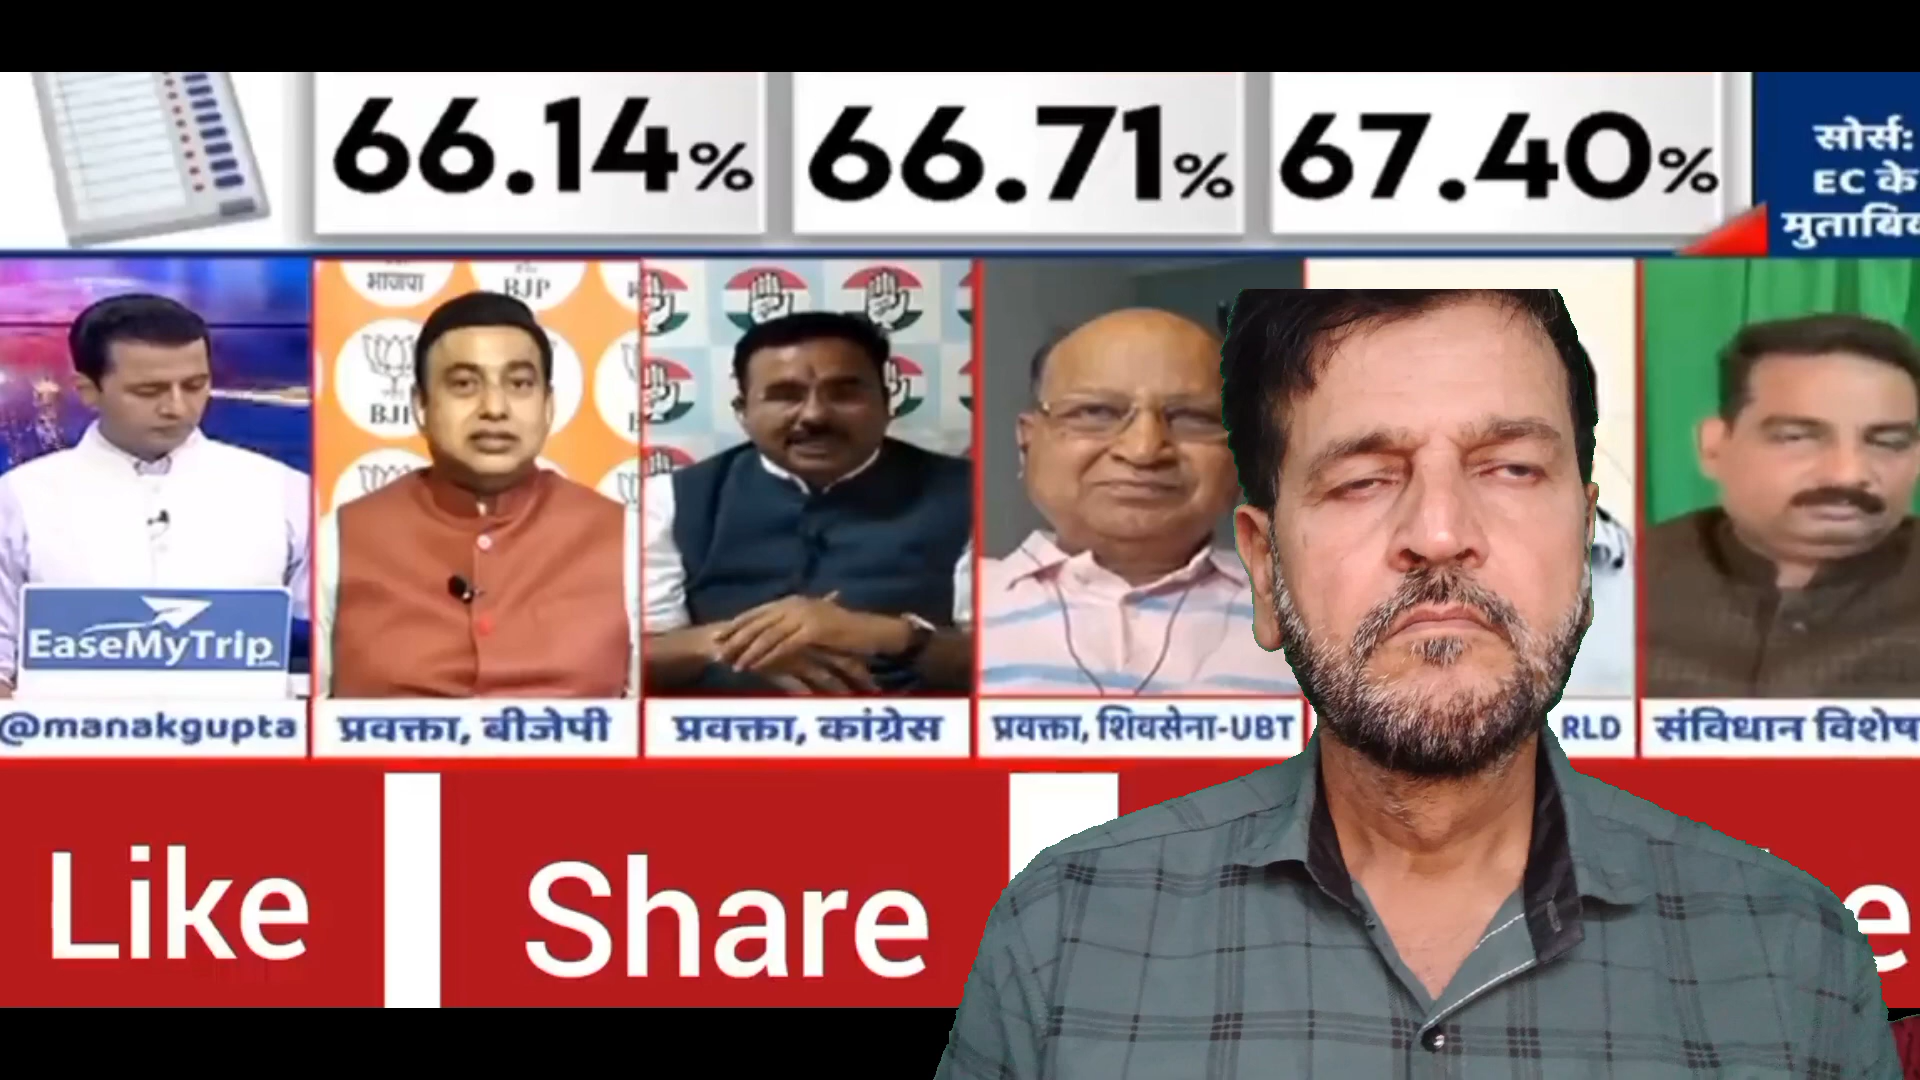 66.14%
66.71%
67.40%
सोर्स:
EC के
भाजपा
BJP
EaseMyTrip
@manakgupta
प्रवक्ता, बीजेपी
प्रवक्ता, कांग्रेस
प्रवक्ता, शिवसेना-UBT
RLD
संविधान
Like
Share